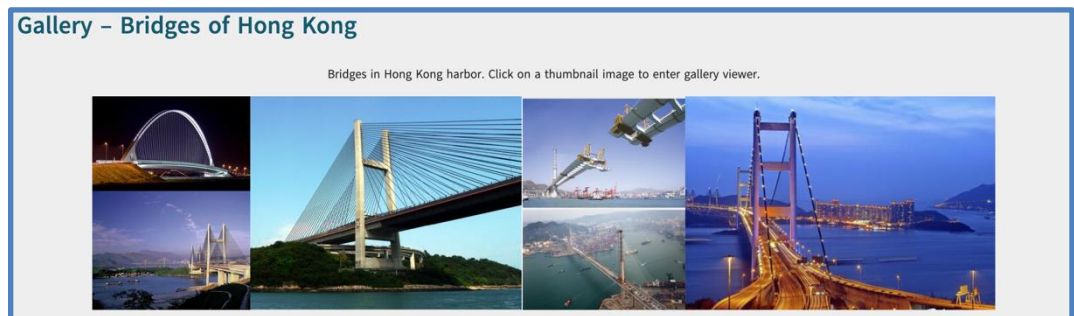 Gallery – Bridges of Hong Kong
Bridges in Hong Kong harbor. Click on a thumbnail image to enter gallery viewer.